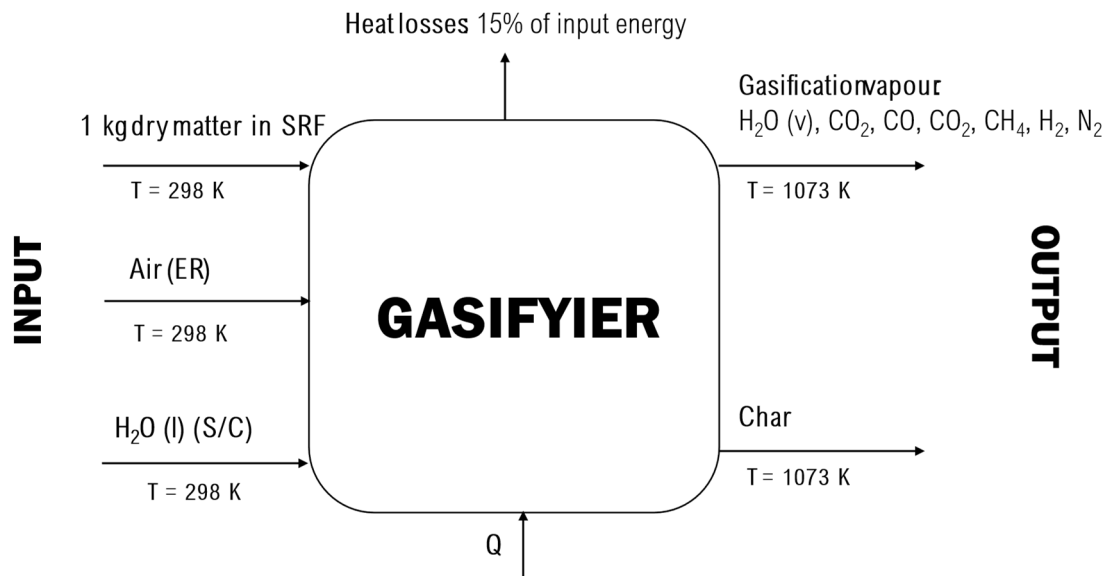 Heat losses 15% of input energy
1 kg dry matter in SRF
T = 298 K
Air (ER)
T = 298 K
H₂O (l) (S/C)
T = 298 K
INPUT
GASIFYIER
Q
Gasification vapour:
H₂O (v), CO₂, CO, CO₂, CH₄, H₂, N₂
T = 1073 K
Char
T = 1073 K
OUTPUT